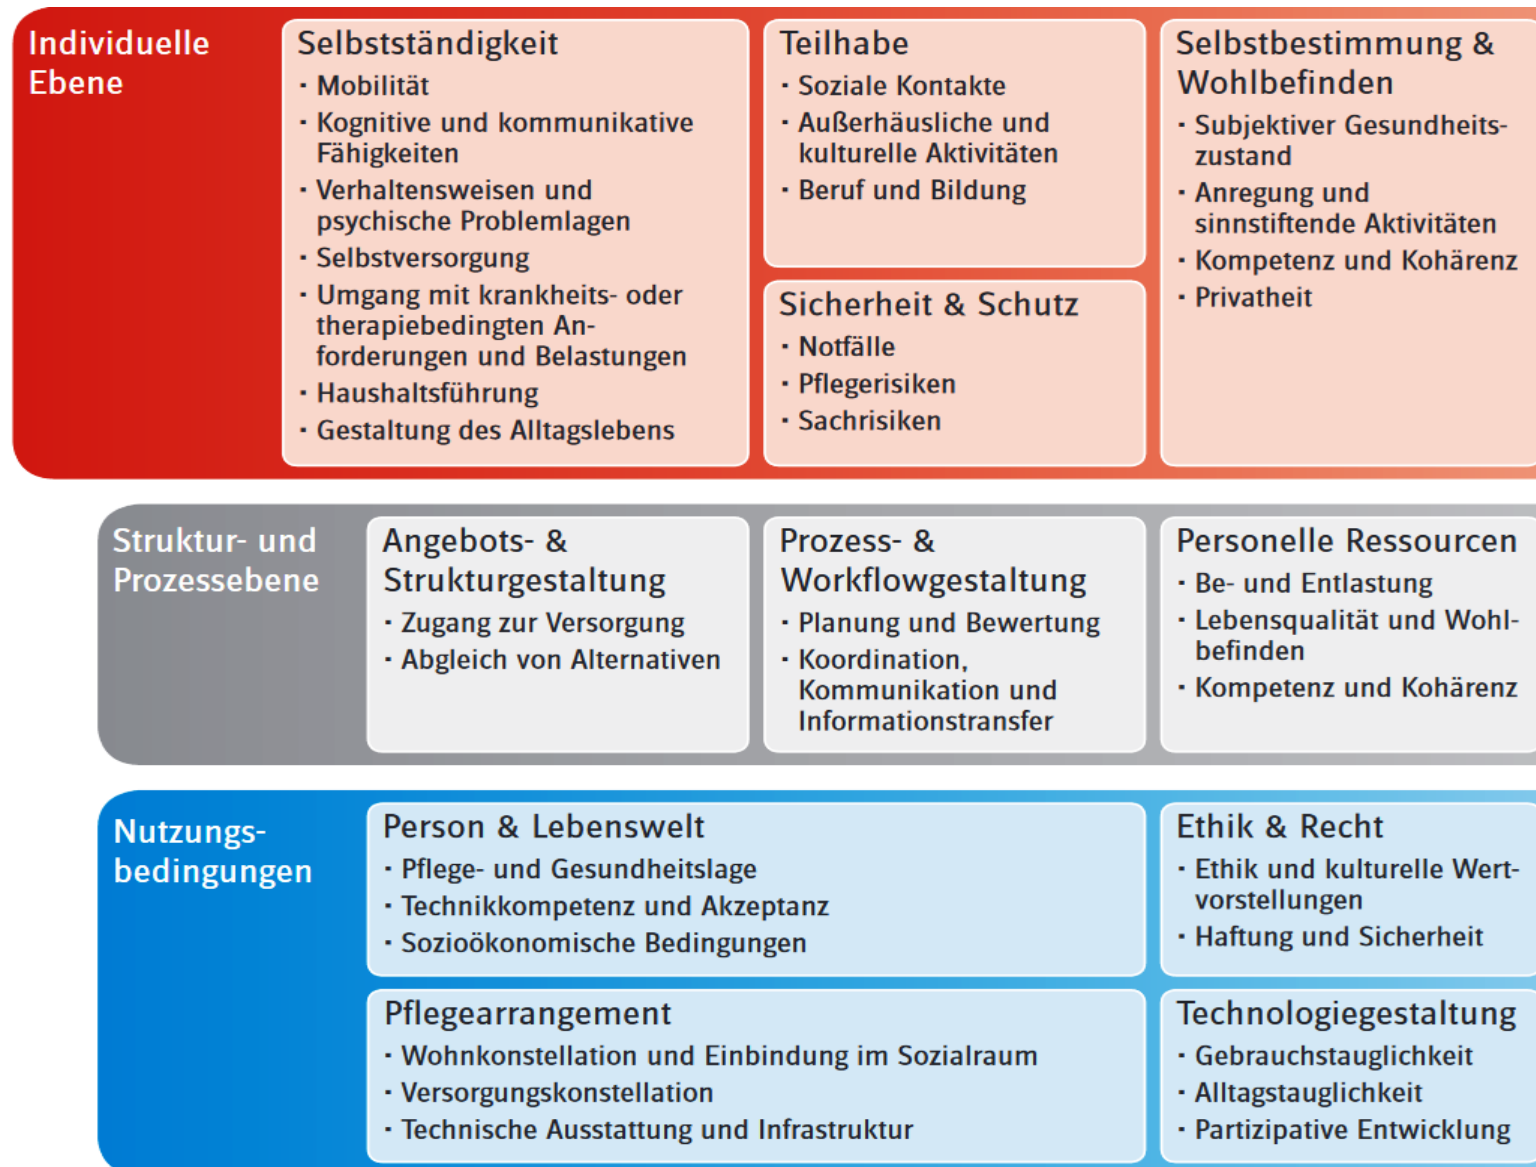 Individuelle
Ebene
Selbstständigkeit
· Mobilität
· Kognitive und kommunikative
Fähigkeiten
· Verhaltensweisen und
psychische Problemlagen
· Selbstversorgung
· Umgang mit krankheits- oder
therapiebedingten An-
forderungen und Belastungen
· Haushaltsführung
· Gestaltung des Alltagslebens
Teilhabe
· Soziale Kontakte
· Außerhäusliche und
kulturelle Aktivitäten
· Beruf und Bildung
Sicherheit & Schutz
· Notfälle
· Pflegerisiken
· Sachrisiken
Selbstbestimmung &
Wohlbefinden
· Subjektiver Gesundheits-
zustand
· Anregung und
sinnstiftende Aktivitäten
· Kompetenz und Kohärenz
· Privatheit
Struktur- und
Prozessebene
Angebots- &
Strukturgestaltung
· Zugang zur Versorgung
· Abgleich von Alternativen
Prozess- &
Workflowgestaltung
· Planung und Bewertung
· Koordination,
Kommunikation und
Informationstransfer
Personelle Ressourcen
· Be- und Entlastung
· Lebensqualität und Wohl-
befinden
· Kompetenz und Kohärenz
Nutzungs-
bedingungen
Person & Lebenswelt
· Pflege- und Gesundheitslage
· Technikkompetenz und Akzeptanz
· Sozioökonomische Bedingungen
Ethik & Recht
· Ethik und kulturelle Wert-
vorstellungen
· Haftung und Sicherheit
Pflegearrangement
· Wohnkonstellation und Einbindung im Sozialraum
· Versorgungskonstellation
· Technische Ausstattung und Infrastruktur
Technologiegestaltung
· Gebrauchstauglichkeit
· Alltagstauglichkeit
· Partizipative Entwicklung